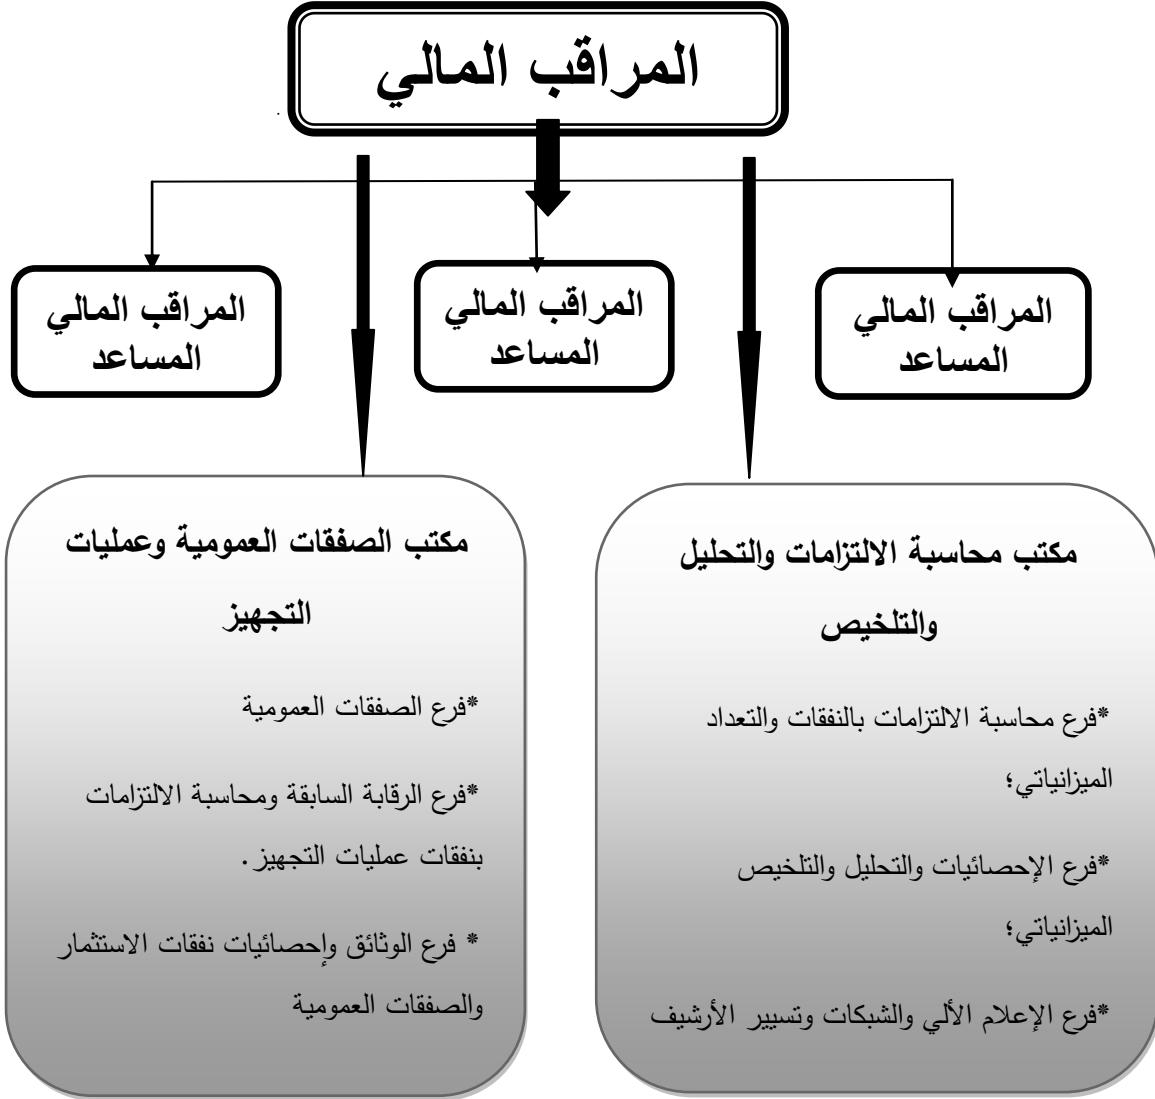 المراقب المالي
المراقب المالي
المساعد
المراقب المالي
المساعد
المراقب المالي
المساعد
مكتب محاسبة الالتزامات والتحليل
والتلخيص
*فرع محاسبة الالتزامات بالنفقات والتعداد
الميزانياتي؛
*فرع الإحصائيات والتحليل والتلخيص
الميزانياتي؛
*فرع الإعلام الألي والشبكات وتسيير الأرشيف
مكتب الصفقات العمومية وعمليات
التجهيز
*فرع الصفقات العمومية
*فرع الرقابة السابقة ومحاسبة الالتزامات
بنفقات عمليات التجهيز.
* فرع الوثائق وإحصائيات نفقات الاستثمار
والصفقات العمومية